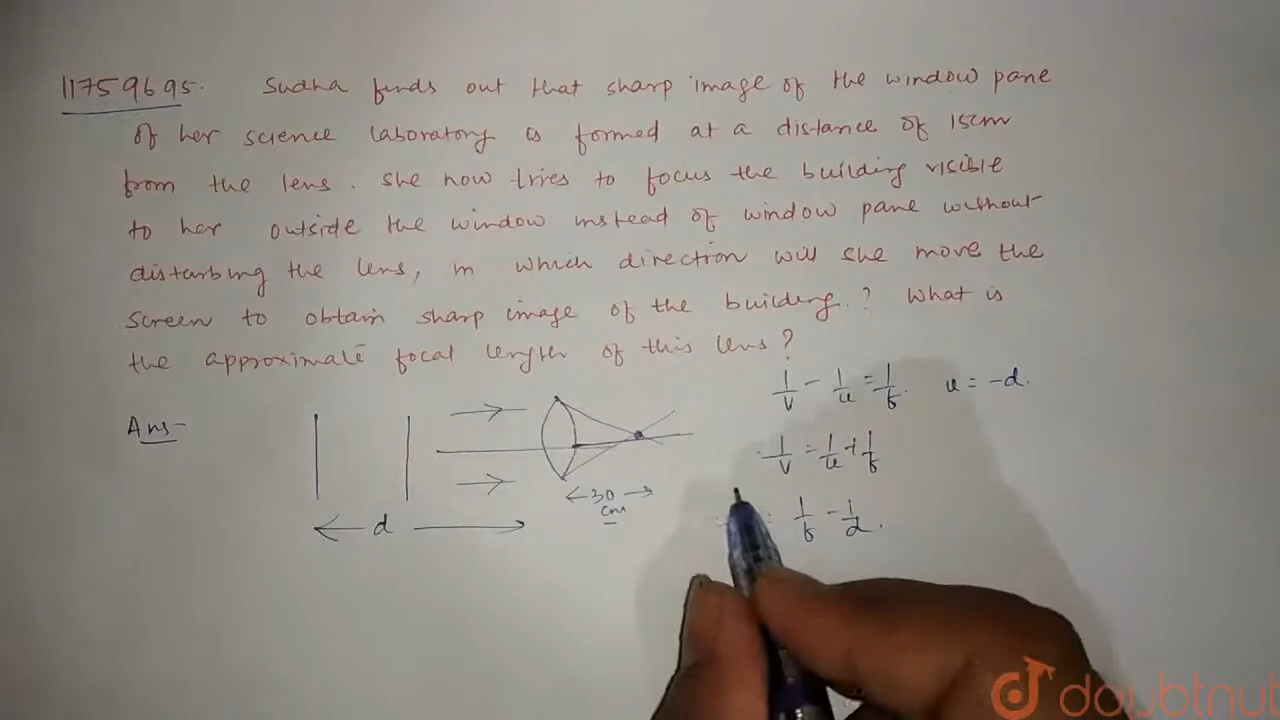 11759695. Sudha finds out that sharp image of the window pane
of her science laboratory is formed at a distance of 15cm
from the lens. She now tries to focus the building visible
to her outside the window instead of window pane without
disturbing the lens, in which direction will she move the
screen to obtain sharp image of the building? What is
the approximate focal length of this lens?
Ans-
1/v - 1/u = 1/f. u = -d.
1/v = 1/u + 1/f
= 1/f - 1/d.
← 30 →
cm
← d →
doubtnut